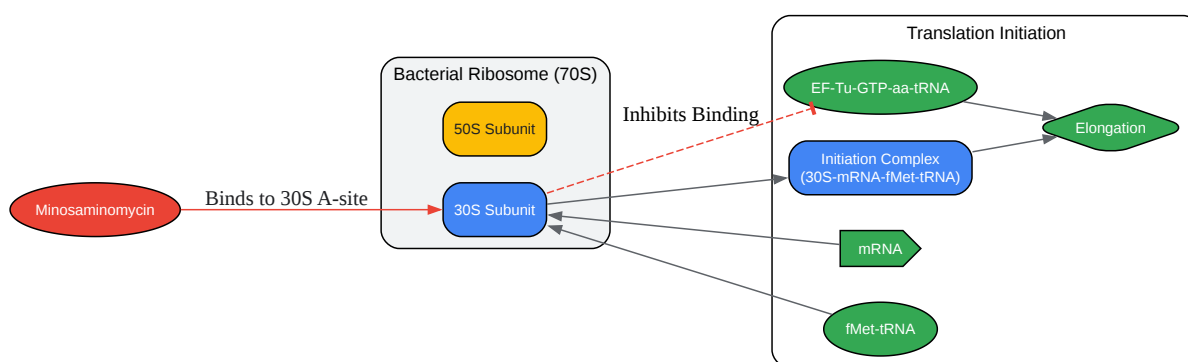 Translation Initiation
Bacterial Ribosome (70S)
EF-Tu-GTP-aa-tRNA
Inhibits Binding
50S Subunit
Elongation
Initiation Complex
(30S-mRNA-fMet-tRNA)
Binds to 30S A-site
Minosaminomycin
30S Subunit
mRNA
fMet-tRNA